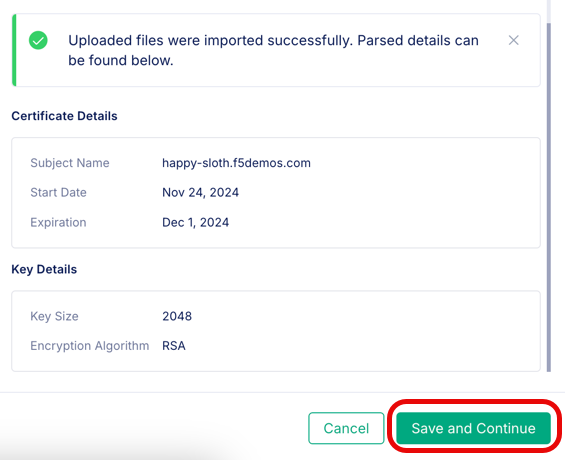 Uploaded files were imported successfully. Parsed details can
be found below.
Certificate Details
Subject Name happy-sloth.f5demos.com
Start Date Nov 24, 2024
Expiration Dec 1, 2024
Key Details
Key Size 2048
Encryption Algorithm RSA
Cancel Save and Continue